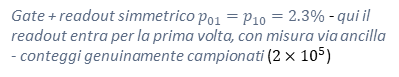 Gate + readout simmetrico p₀₁ = p₁₀ = 2.3% - qui il
readout entra per la prima volta, con misura via ancilla
- conteggi genuinamente campionati (2 × 10⁵)